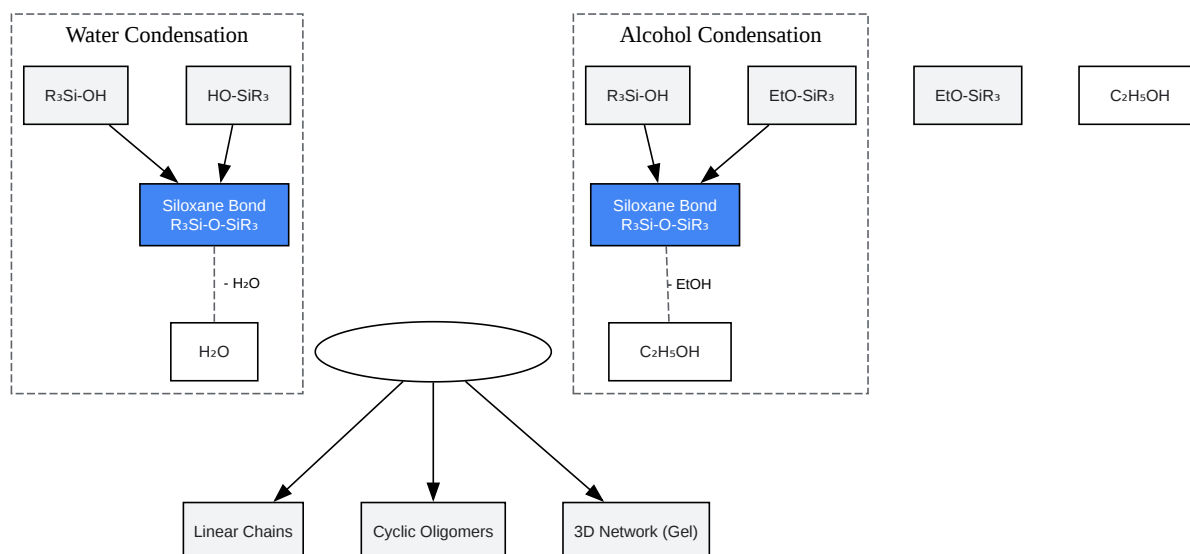 Water Condensation
Alcohol Condensation
R₃Si-OH
HO-SiR₃
R₃Si-OH
EtO-SiR₃
EtO-SiR₃
C₂H₅OH
Siloxane Bond
R₃Si-O-SiR₃
Siloxane Bond
R₃Si-O-SiR₃
- H₂O
- EtOH
H₂O
C₂H₅OH
Linear Chains
Cyclic Oligomers
3D Network (Gel)